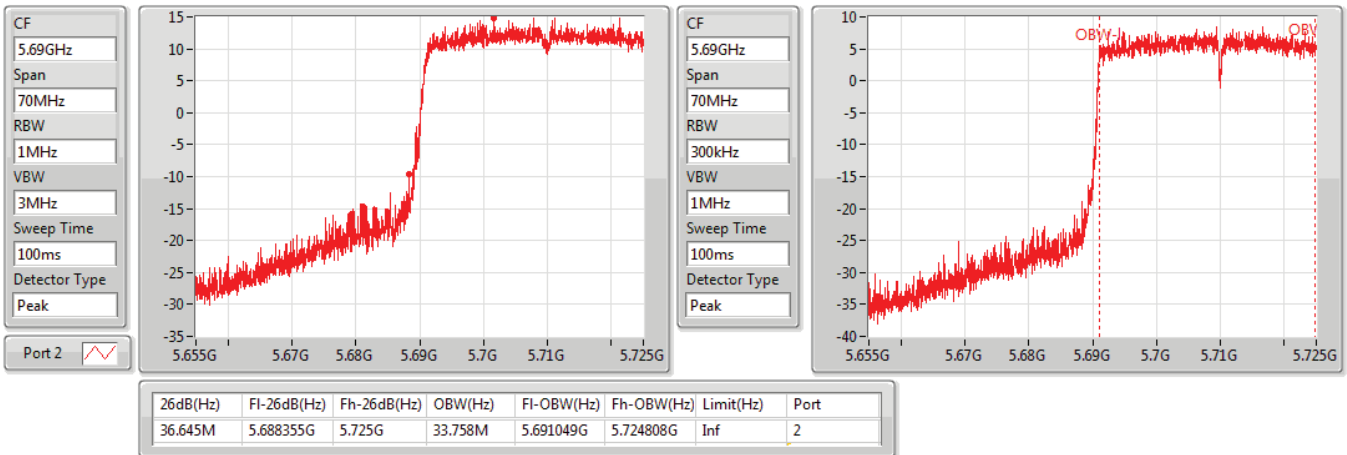 CF
5.69GHz
Span
70MHz
RBW
1MHz
VBW
3MHz
Sweep Time
100ms
Detector Type
Peak
Port 2
15
10
5
0
-5
-10
-15
-20
-25
-30
-35
5.655G 5.67G 5.68G 5.69G 5.7G 5.71G 5.725G
CF
5.69GHz
Span
70MHz
RBW
300kHz
VBW
1MHz
Sweep Time
100ms
Detector Type
Peak
10
5
0
-5
-10
-15
-20
-25
-30
-35
-40
OBW-
OBW
5.655G 5.67G 5.68G 5.69G 5.7G 5.71G 5.725G
26dB(Hz) Fl-26dB(Hz) Fh-26dB(Hz) OBW(Hz) Fl-OBW(Hz) Fh-OBW(Hz) Limit(Hz) Port
36.645M 5.688355G 5.725G 33.758M 5.691049G 5.724808G Inf 2